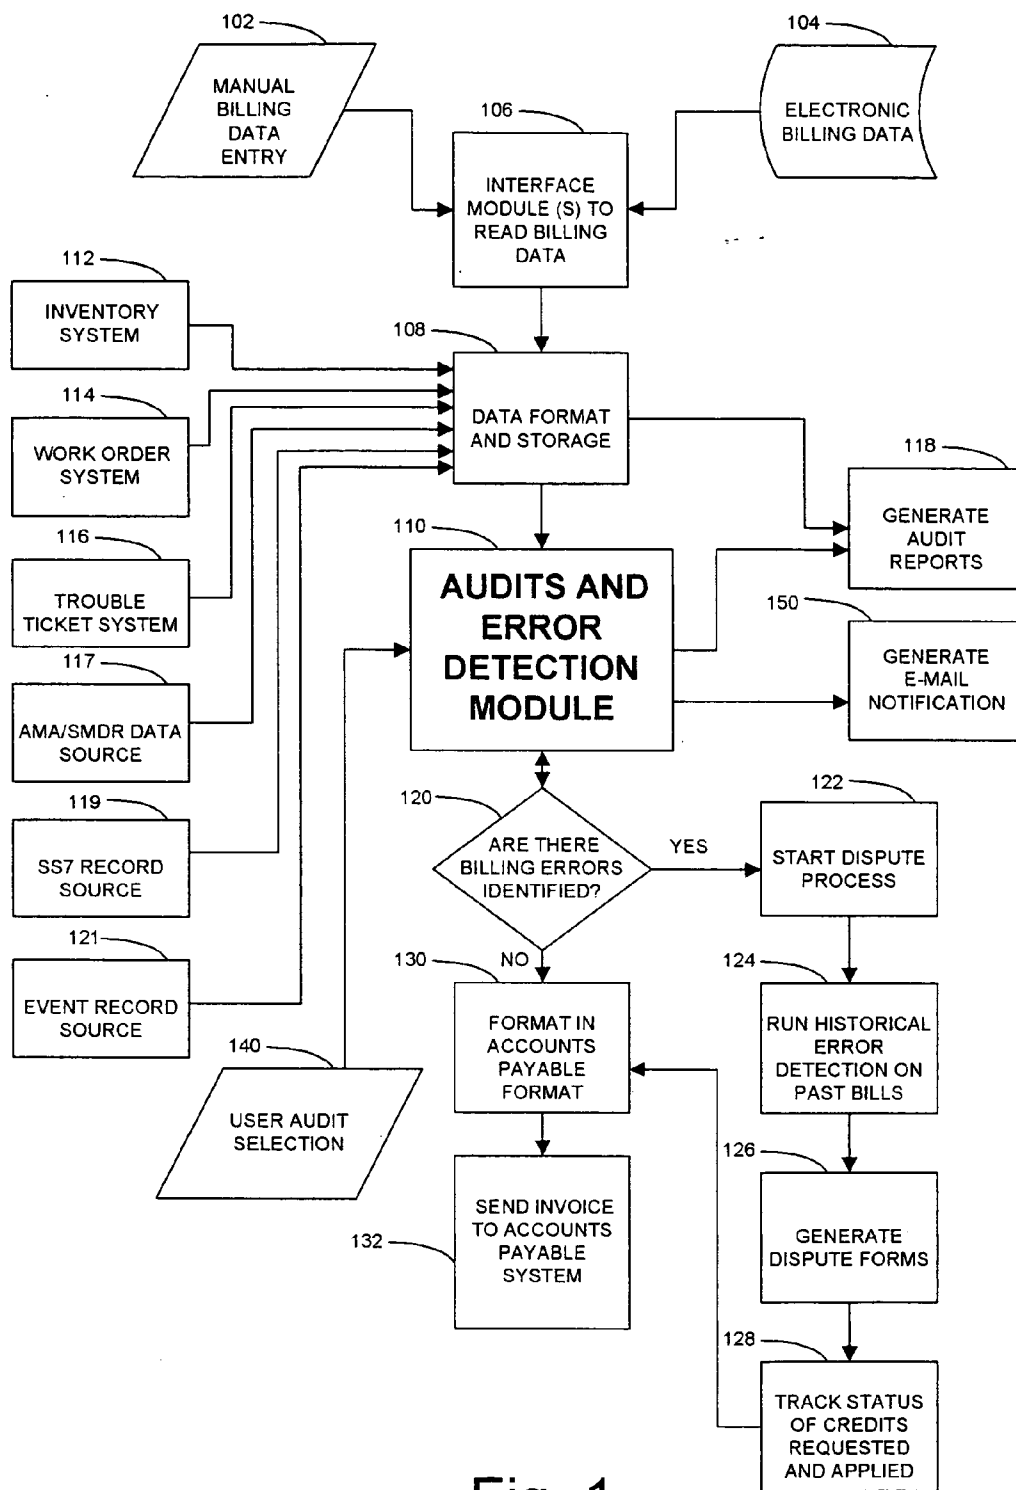 102
MANUAL
BILLING
DATA
ENTRY
104
ELECTRONIC
BILLING DATA
106
INTERFACE
MODULE (S) TO
READ BILLING
DATA
112
INVENTORY
SYSTEM
108
DATA FORMAT
AND STORAGE
114
WORK ORDER
SYSTEM
118
GENERATE
AUDIT
REPORTS
116
TROUBLE
TICKET SYSTEM
110
AUDITS AND
ERROR
DETECTION
MODULE
150
GENERATE
E-MAIL
NOTIFICATION
117
AMA/SMDR DATA
SOURCE
119
SS7 RECORD
SOURCE
120
ARE THERE
BILLING ERRORS
IDENTIFIED?
YES
NO
122
START DISPUTE
PROCESS
121
EVENT RECORD
SOURCE
130
FORMAT IN
ACCOUNTS
PAYABLE
FORMAT
124
RUN HISTORICAL
ERROR
DETECTION ON
PAST BILLS
140
USER AUDIT
SELECTION
132
SEND INVOICE
TO ACCOUNTS
PAYABLE
SYSTEM
126
GENERATE
DISPUTE FORMS
128
TRACK STATUS
OF CREDITS
REQUESTED
AND APPLIED
Fig. 1